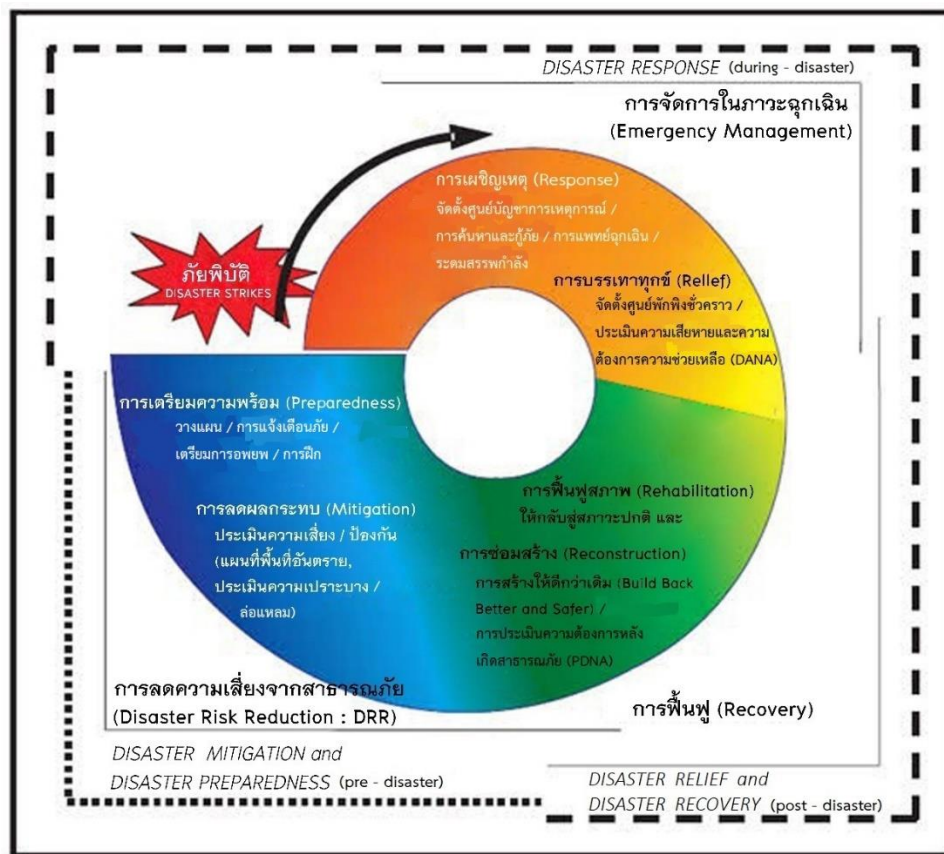 DISASTER RESPONSE (during - disaster)
การจัดการในภาวะฉุกเฉิน
(Emergency Management)
การเผชิญเหตุ (Response)
จัดตั้งศูนย์บัญชาการเหตุการณ์ /
การค้นหาและกู้ภัย / การแพทย์ฉุกเฉิน /
ระดมสรรพกำลัง
ภัยพิบัติ
DISASTER STRIKES
การบรรเทาทุกข์ (Relief)
จัดตั้งศูนย์พักพิงชั่วคราว /
ประเมินความเสียหายและความ
ต้องการความช่วยเหลือ (DANA)
การเตรียมความพร้อม (Preparedness)
วางแผน / การแจ้งเตือนภัย /
เตรียมการอพยพ / การฝึก
การลดผลกระทบ (Mitigation)
ประเมินความเสี่ยง / ป้องกัน
(แผนที่พื้นที่อันตราย,
ประเมินความเปราะบาง /
ล่อแหลม)
การฟื้นฟูสภาพ (Rehabilitation)
ให้กลับสู่สภาวะปกติ และ
การซ่อมสร้าง (Reconstruction)
การสร้างให้ดีกว่าเดิม (Build Back
Better and Safer) /
การประเมินความต้องการหลัง
เกิดสาธารณภัย (PDNA)
การลดความเสี่ยงจากสาธารณภัย
(Disaster Risk Reduction : DRR)
การฟื้นฟู (Recovery)
DISASTER MITIGATION and
DISASTER PREPAREDNESS (pre - disaster)
DISASTER RELIEF and
DISASTER RECOVERY (post - disaster)